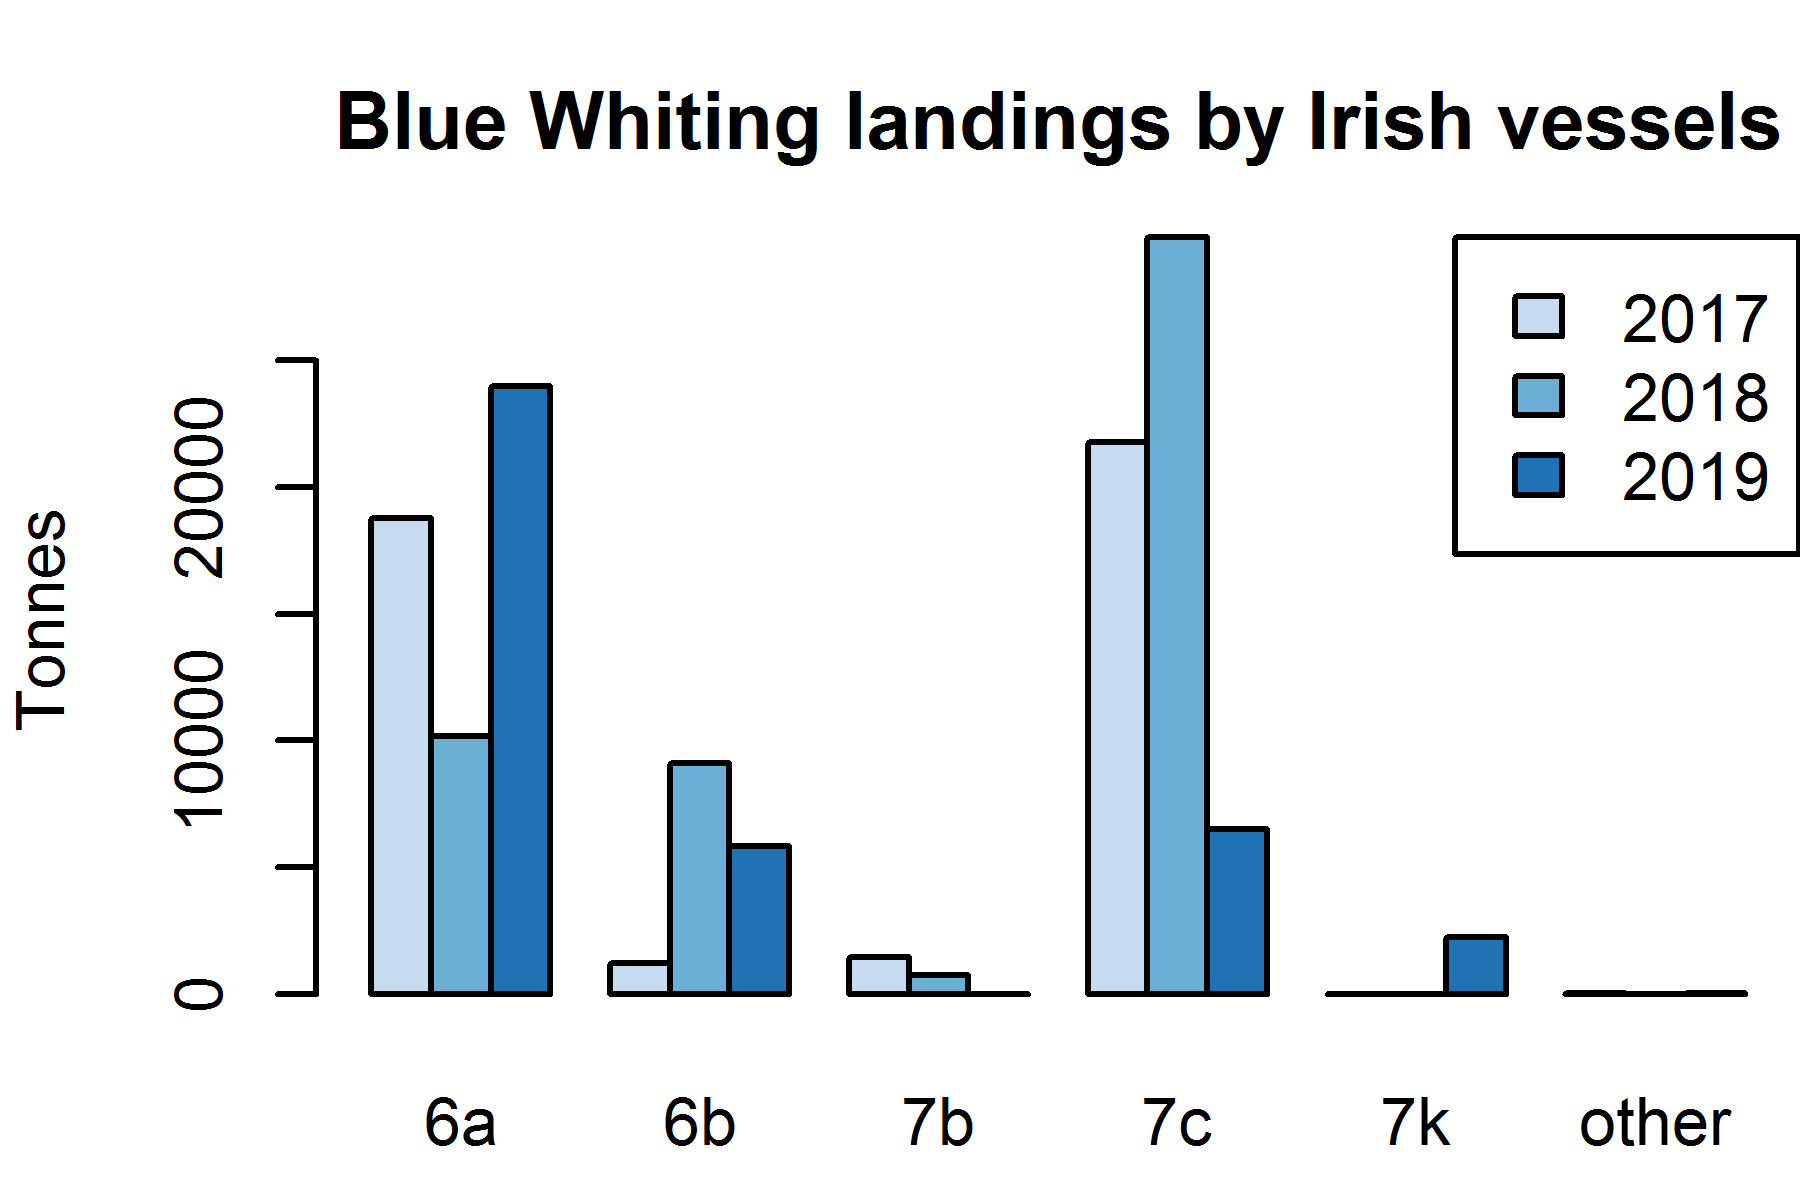 Blue Whiting landings by Irish vessels
2017
2018
2019
Tonnes
20000
10000
0
6a 6b 7b 7c 7k other